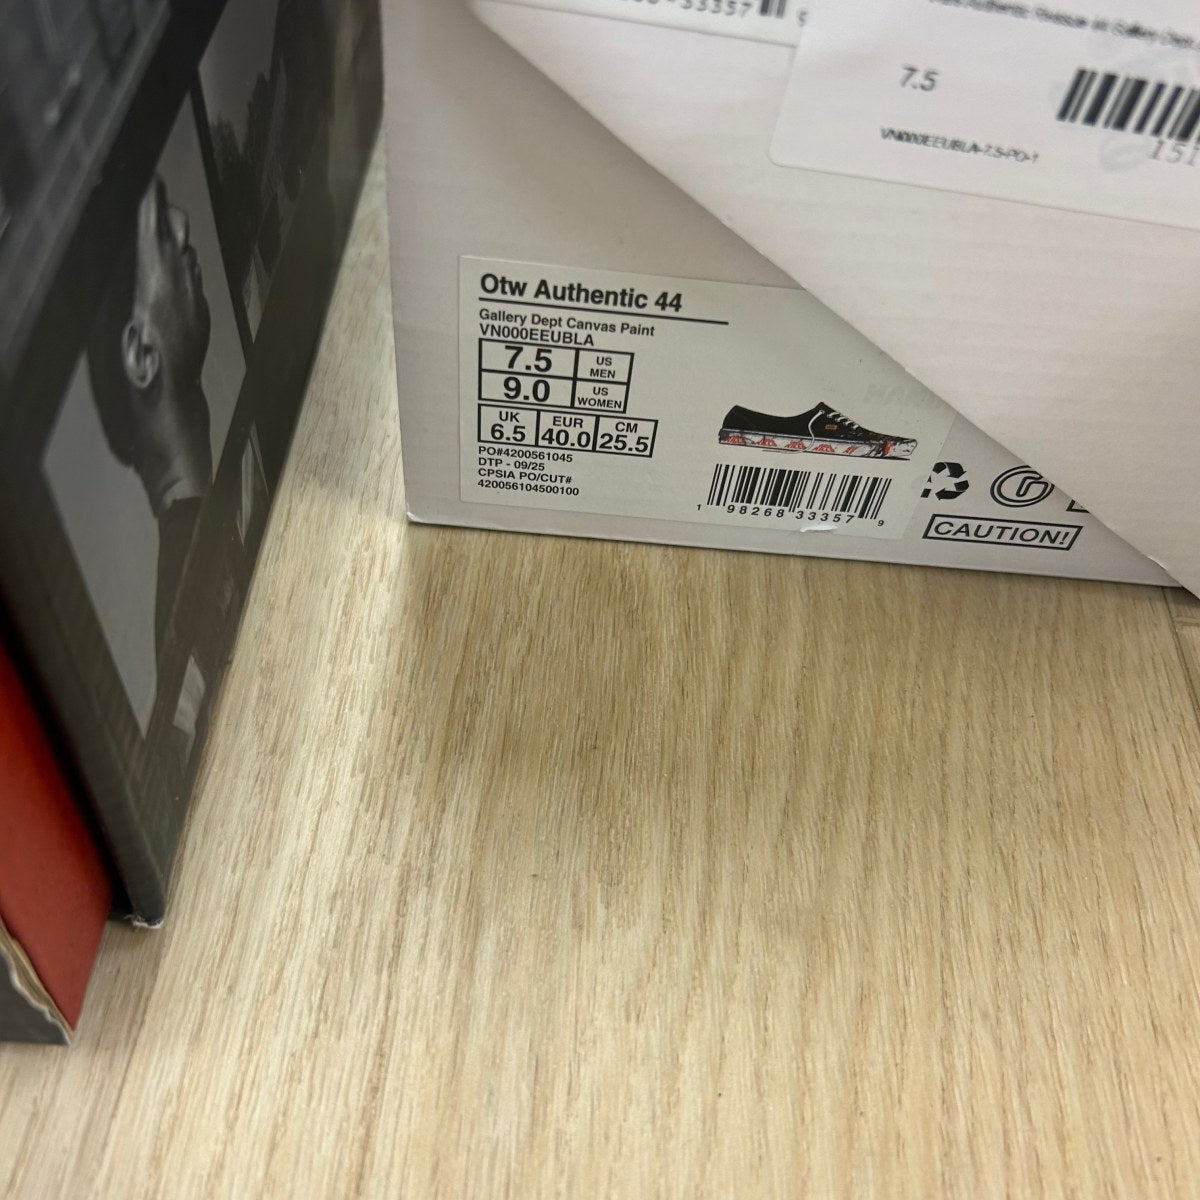 33357
7.5
VN000EEUBLA-7.5-PO-1
151
Otw Authentic 44
Gallery Dept Canvas Paint
VN000EEUBLA
7.5 US MEN
9.0 US WOMEN
UK EUR CM
6.5 40.0 25.5
PO#4200561045
DTP - 09/25
CPSIA PO/CUT#
420056104500100
1 98268 33357 9
CAUTION!